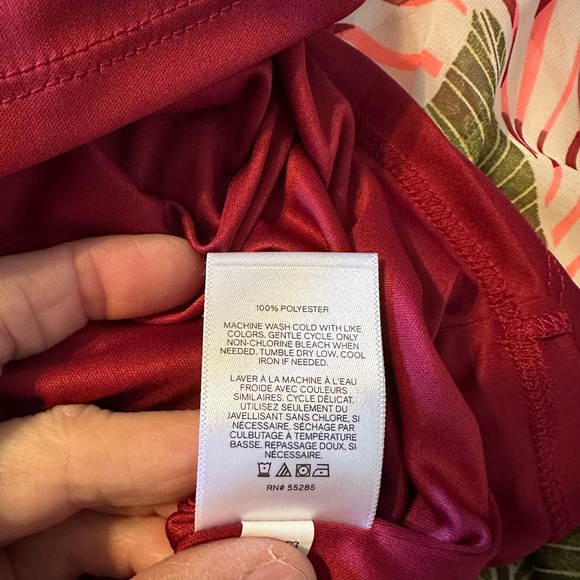 100% POLYESTER
MACHINE WASH COLD WITH LIKE
COLORS. GENTLE CYCLE. ONLY
NON-CHLORINE BLEACH WHEN
NEEDED. TUMBLE DRY LOW. COOL
IRON IF NEEDED.
LAVER À LA MACHINE À L'EAU
FROIDE AVEC COULEURS
SIMILAIRES. CYCLE DÉLICAT.
UTILISEZ SEULEMENT DU
JAVELLISANT SANS CHLORE, SI
NÉCESSAIRE. SÉCHAGE PAR
CULBUTAGE À TEMPÉRATURE
BASSE. REPASSAGE DOUX, SI
NÉCESSAIRE.
RN# 55285